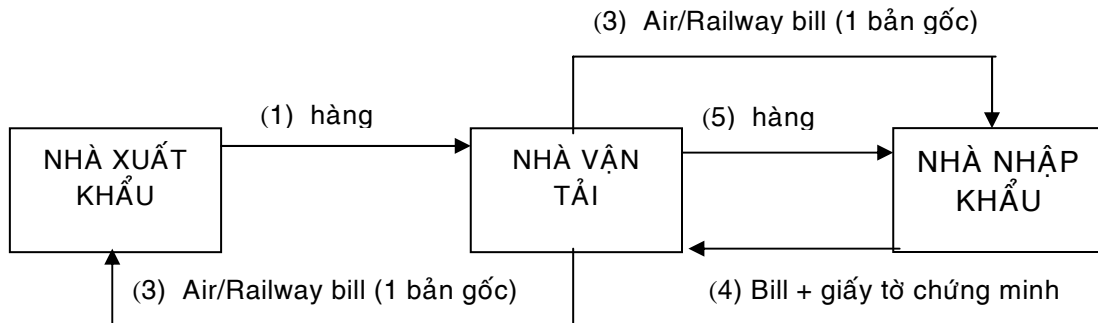 (3) Air/Railway bill (1 bản gốc)
(1) hàng
(5) hàng
NHÀ XUẤT
KHẨU
NHÀ VẬN
TẢI
NHÀ NHẬP
KHẨU
(3) Air/Railway bill (1 bản gốc)
(4) Bill + giấy tờ chứng minh